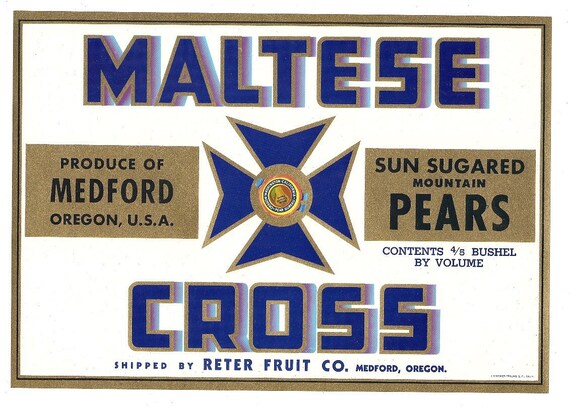 MALTESE
PRODUCE OF
MEDFORD
OREGON, U.S.A.
SUN SUGARED
MOUNTAIN
PEARS
CONTENTS 4/5 BUSHEL
BY VOLUME
CROSS
SHIPPED BY RETER FRUIT CO. MEDFORD, OREGON.